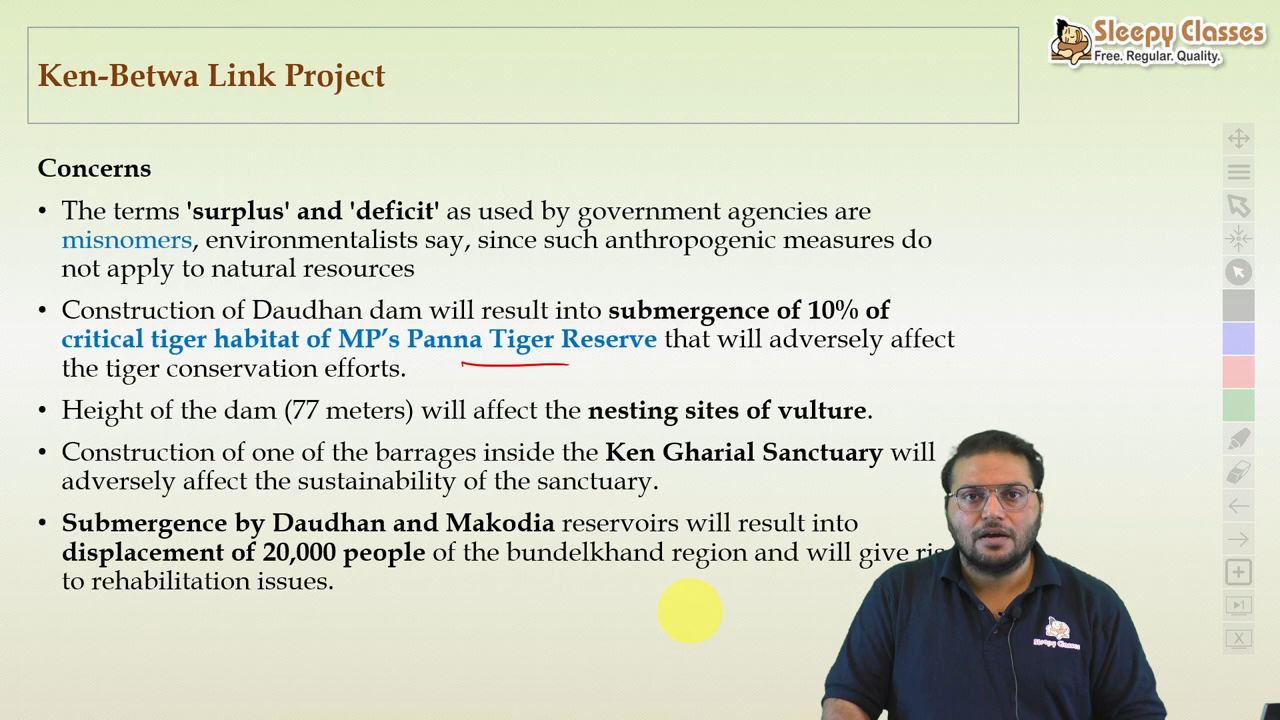 Sleepy Classes
Free. Regular. Quality.
Ken-Betwa Link Project
Concerns
• The terms 'surplus' and 'deficit' as used by government agencies are
misnomers, environmentalists say, since such anthropogenic measures do
not apply to natural resources
• Construction of Daudhan dam will result into submergence of 10% of
critical tiger habitat of MP's Panna Tiger Reserve that will adversely affect
the tiger conservation efforts.
• Height of the dam (77 meters) will affect the nesting sites of vulture.
• Construction of one of the barrages inside the Ken Gharial Sanctuary will
adversely affect the sustainability of the sanctuary.
• Submergence by Daudhan and Makodia reservoirs will result into
displacement of 20,000 people of the bundelkhand region and will give
to rehabilitation issues.
Sleepy Classes